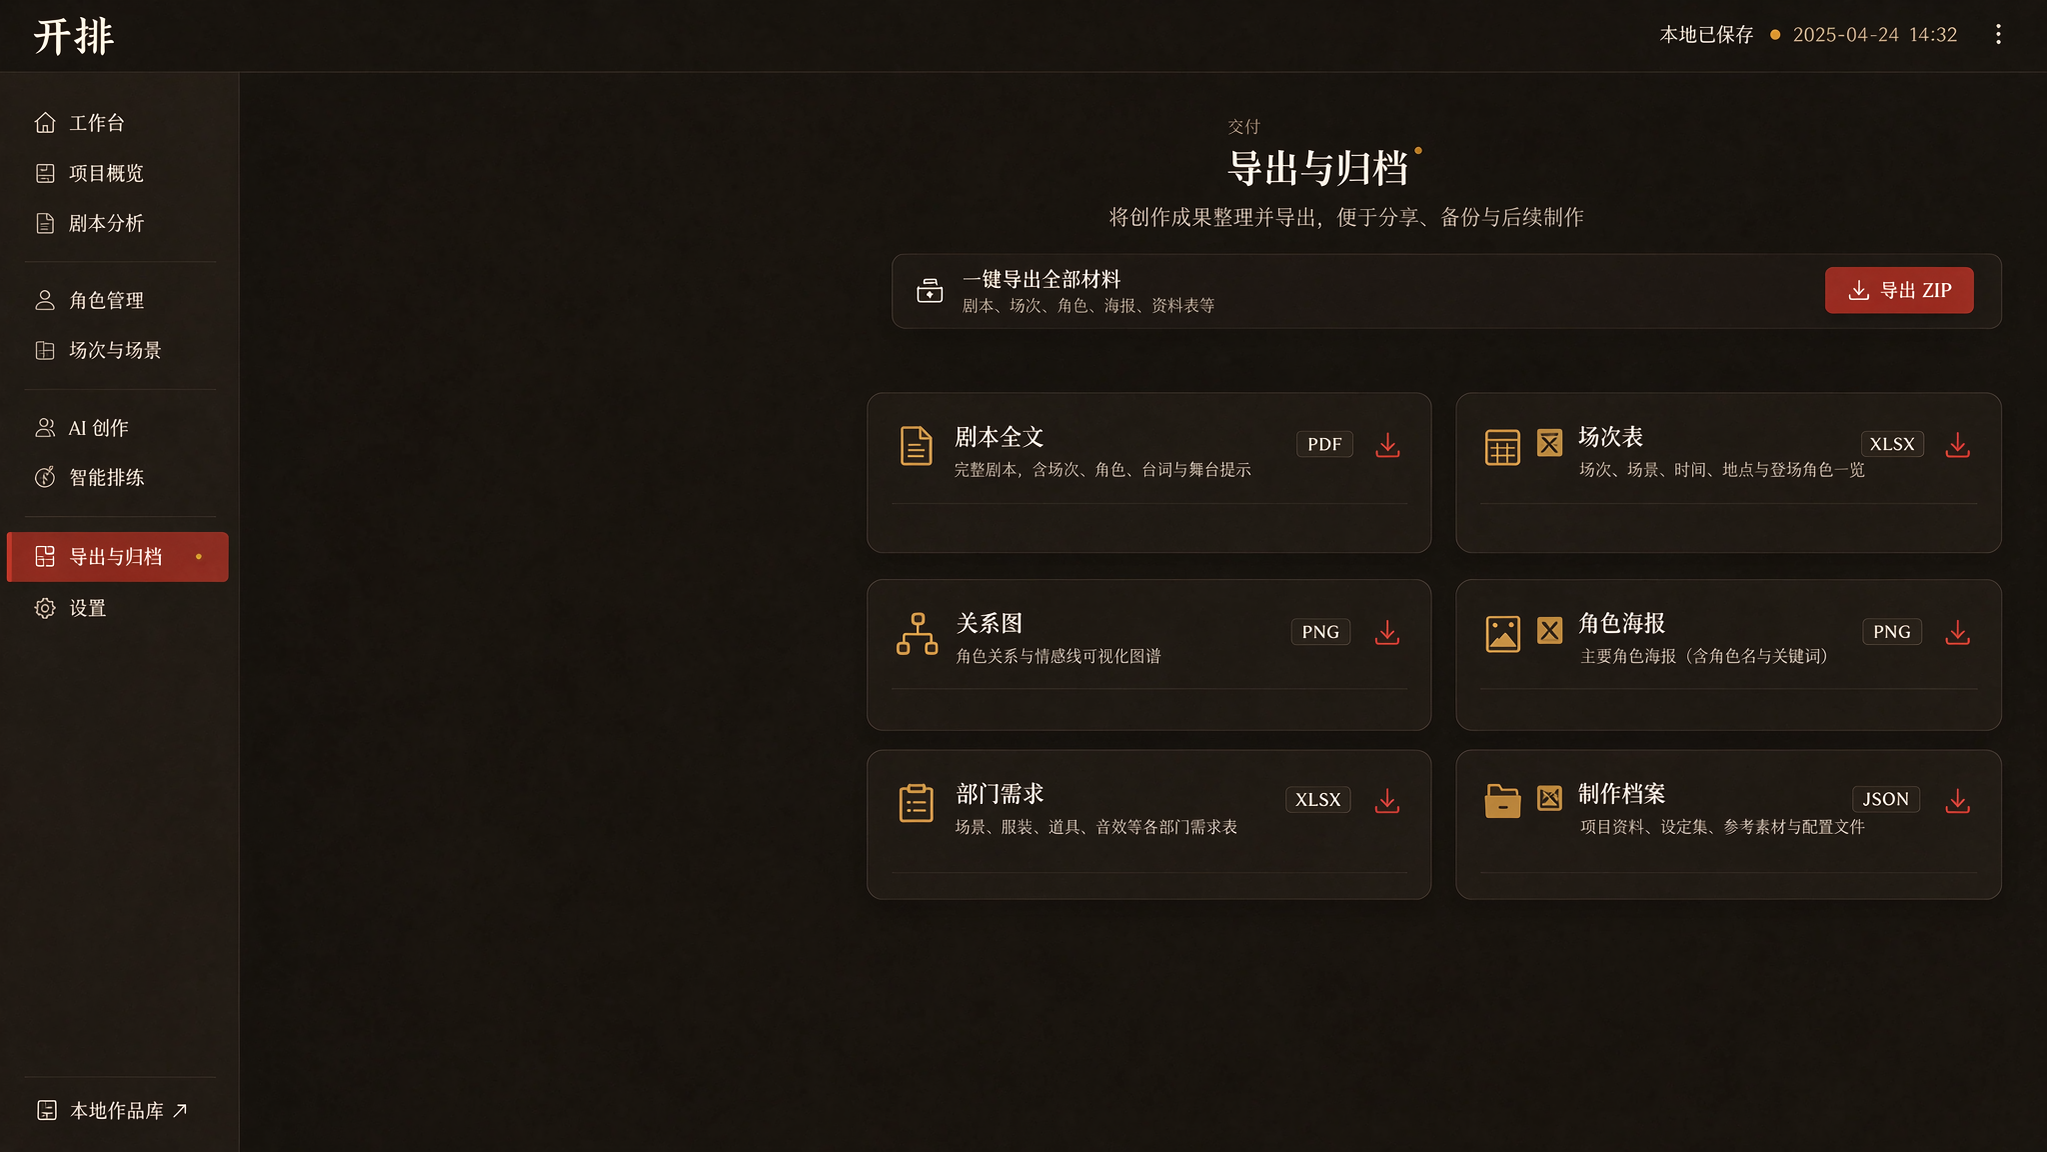 开排
本地已保存 2025-04-24 14:32
工作台
项目概览
剧本分析
角色管理
场次与场景
AI 创作
智能排练
导出与归档
设置
本地作品库
交付
导出与归档
将创作成果整理并导出，便于分享、备份与后续制作
一键导出全部材料
剧本、场次、角色、海报、资料表等
导出 ZIP
剧本全文
完整剧本，含场次、角色、台词与舞台提示
PDF
场次表
场次、场景、时间、地点与登场角色一览
XLSX
关系图
角色关系与情感线可视化图谱
PNG
角色海报
主要角色海报（含角色名与关键词）
PNG
部门需求
场景、服装、道具、音效等各部门需求表
XLSX
制作档案
项目资料、设定集、参考素材与配置文件
JSON